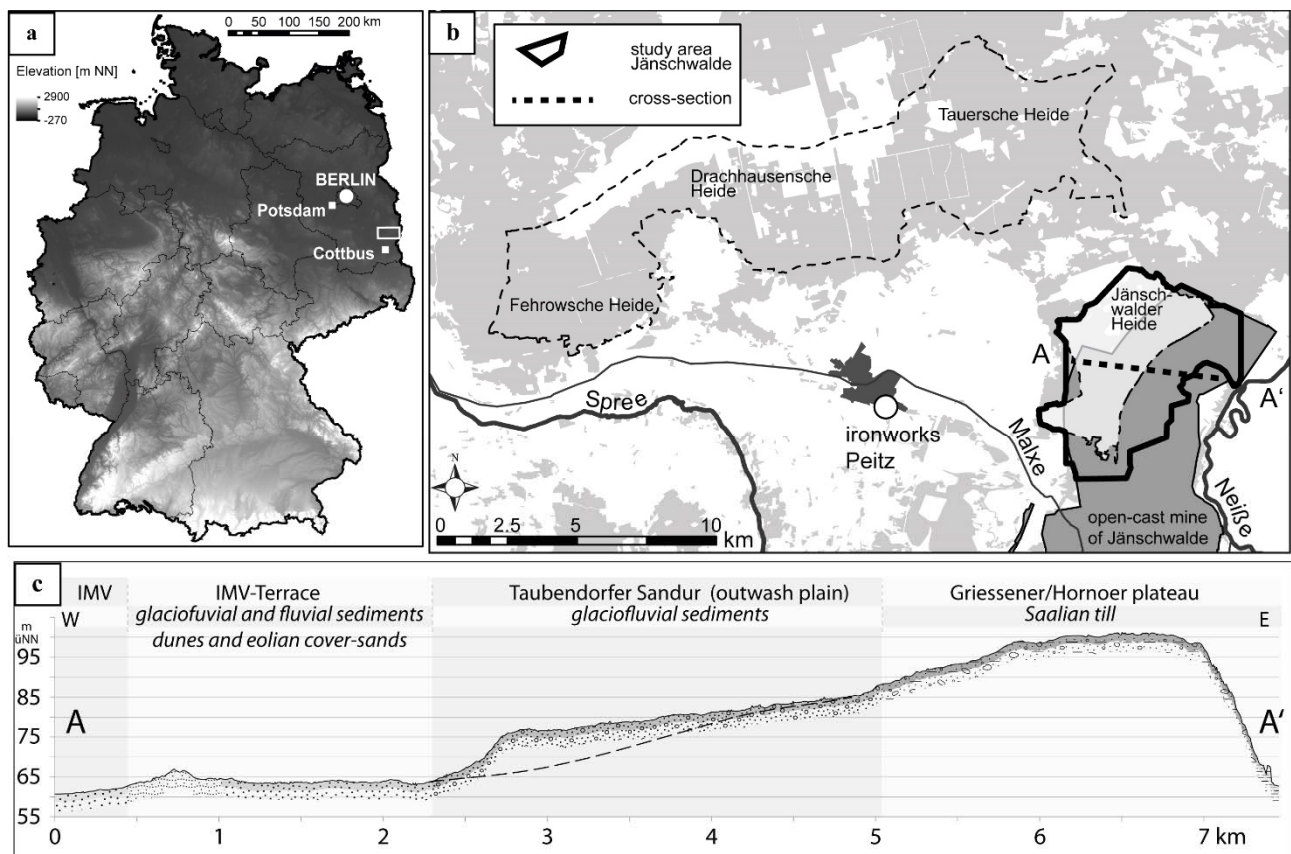 a
0 50 100 150 200 km
Elevation [m NN]
2900
-270
BERLIN
Potsdam
Cottbus
b
study area
Jänschwalde
cross-section
Tauersche Heide
Drachhausensche
Heide
Fehrowsche Heide
Jänsch-
walder
Heide
A
A‘
Spree
ironworks
Peitz
Malxe
Neiße
N
0 2.5 5 10
km
open-cast mine
of Jänschwalde
c
IMV
IMV-Terrace
Taubendorfer Sandur (outwash plain)
Griessener/Hornoer plateau
W
glaciofuvial and fluvial sediments
glaciofluvial sediments
Saalian till
E
dunes and eolian cover-sands
m
üNN
95
85
75
65
55
A
A‘
0 1 2 3 4 5 6 7 km